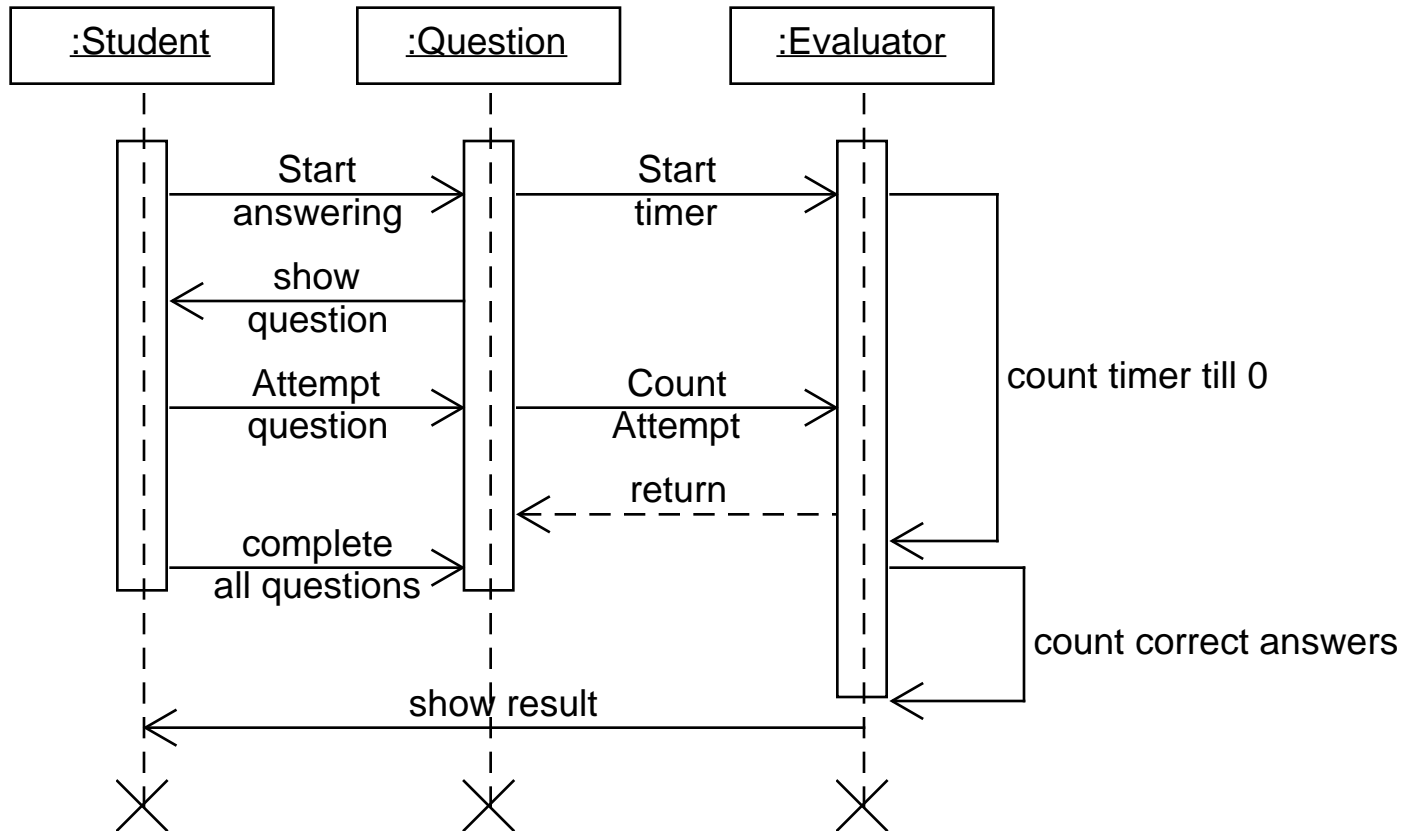 :Student
:Question
:Evaluator
Start
answering
Start
timer
show
question
count timer till 0
Attempt
question
Count
Attempt
return
complete
all questions
count correct answers
show result